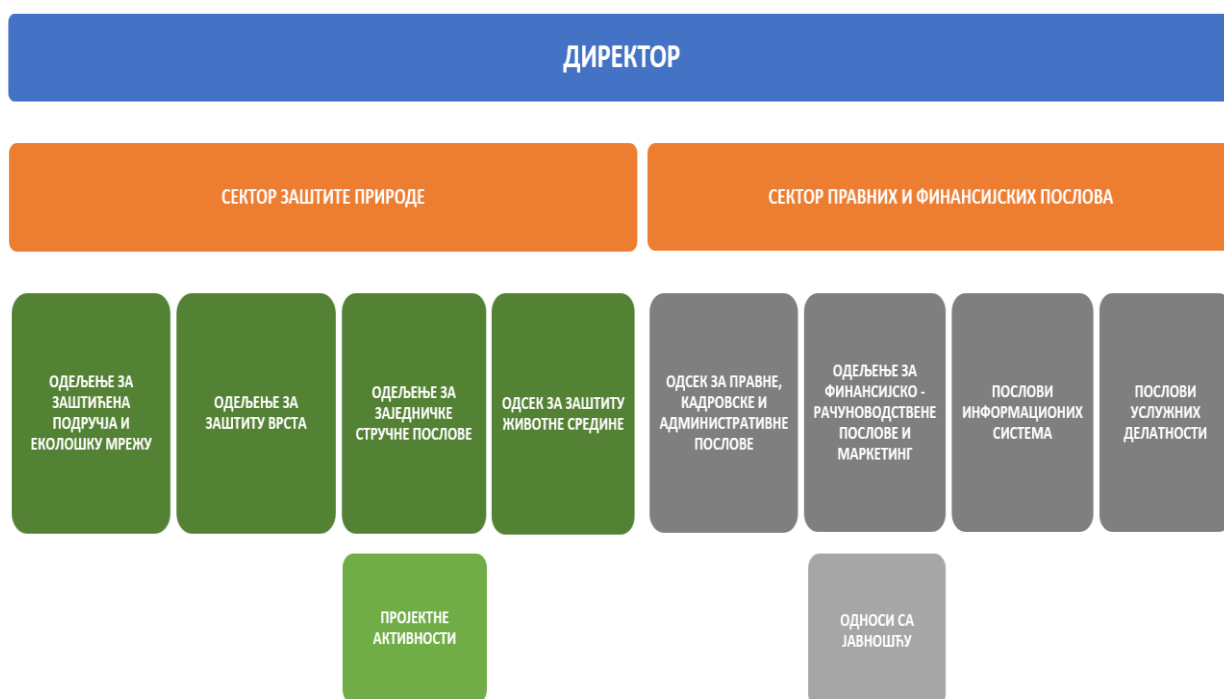 ДИРЕКТОР
СЕКТОР ЗАШТИТЕ ПРИРОДЕ
СЕКТОР ПРАВНИХ И ФИНАНСИЈСКИХ ПОСЛОВА
ОДЕЉЕЊЕ ЗА
ЗАШТИЋЕНА
ПОДРУЧЈА И
ЕКОЛОШКУ МРЕЖУ
ОДЕЉЕЊЕ ЗА
ЗАШТИТУ ВРСТА
ОДЕЉЕЊЕ ЗА
ЗАЈЕДНИЧКЕ
СТРУЧНЕ ПОСЛОВЕ
ОДСЕК ЗА ЗАШТИТУ
ЖИВОТНЕ СРЕДИНЕ
ОДСЕК ЗА ПРАВНЕ,
КАДРОВСКЕ И
АДМИНИСТРАТИВНЕ
ПОСЛОВЕ
ОДЕЉЕЊЕ ЗА
ФИНАНСИЈСКО -
РАЧУНОВОДСТВЕНЕ
ПОСЛОВЕ И
МАРКЕТИНГ
ПОСЛОВИ
ИНФОРМАЦИОНИХ
СИСТЕМА
ПОСЛОВИ
УСЛУЖНИХ
ДЕЛАТНОСТИ
ПРОЈЕКТНЕ
АКТИВНОСТИ
ОДНОСИ СА
ЈАВНОШЋУ